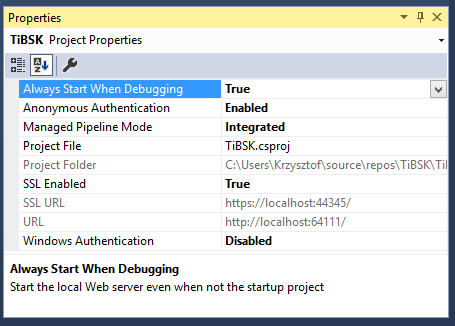 Properties
TiBSK Project Properties
Always Start When Debugging True
Anonymous Authentication Enabled
Managed Pipeline Mode Integrated
Project File TiBSK.csproj
Project Folder C:\Users\Krzysztof\source\repos\TiBSK\TiI
SSL Enabled True
SSL URL https://localhost:44345/
URL http://localhost:64111/
Windows Authentication Disabled
Always Start When Debugging
Start the local Web server even when not the startup project